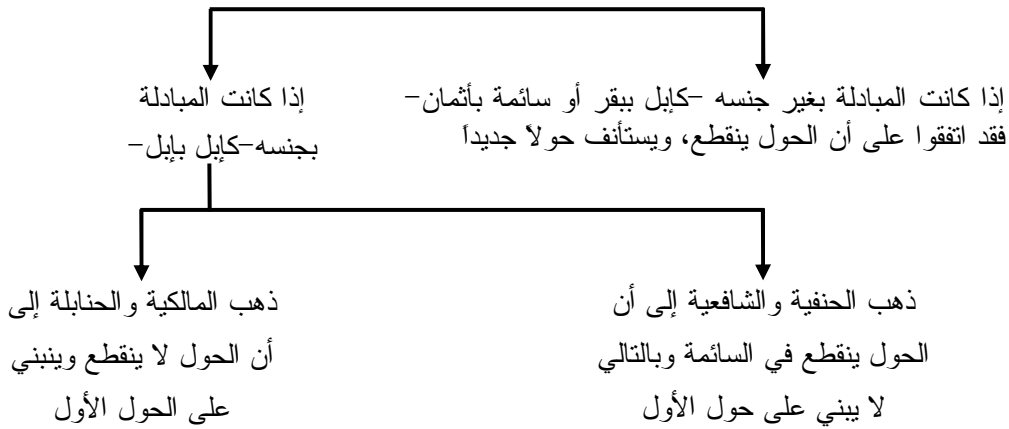 إذا كانت المبادلة بغير جنسه –كإبل ببقر أو سائمة بأثمان–
فقد اتفقوا على أن الحول ينقطع، ويستأنف حولاً جديداً
إذا كانت المبادلة
بجنسه–كإبل بإبل–
ذهب الحنفية والشافعية إلى أن
الحول ينقطع في السائمة وبالتالي
لا يبني على حول الأول
ذهب المالكية والحنابلة إلى
أن الحول لا ينقطع وينبني
على الحول الأول